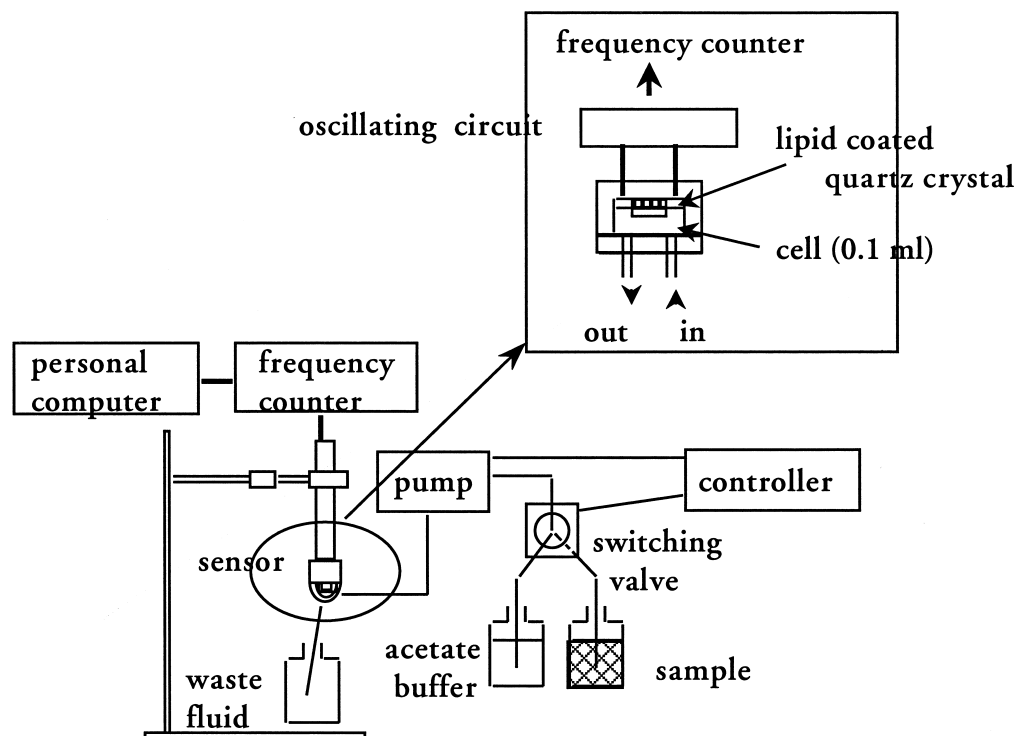 frequency counter
oscillating circuit
lipid coated
quartz crystal
cell (0.1 ml)
out in
personal
computer
frequency
counter
pump
controller
sensor
switching
valve
acetate
buffer
sample
waste
fluid